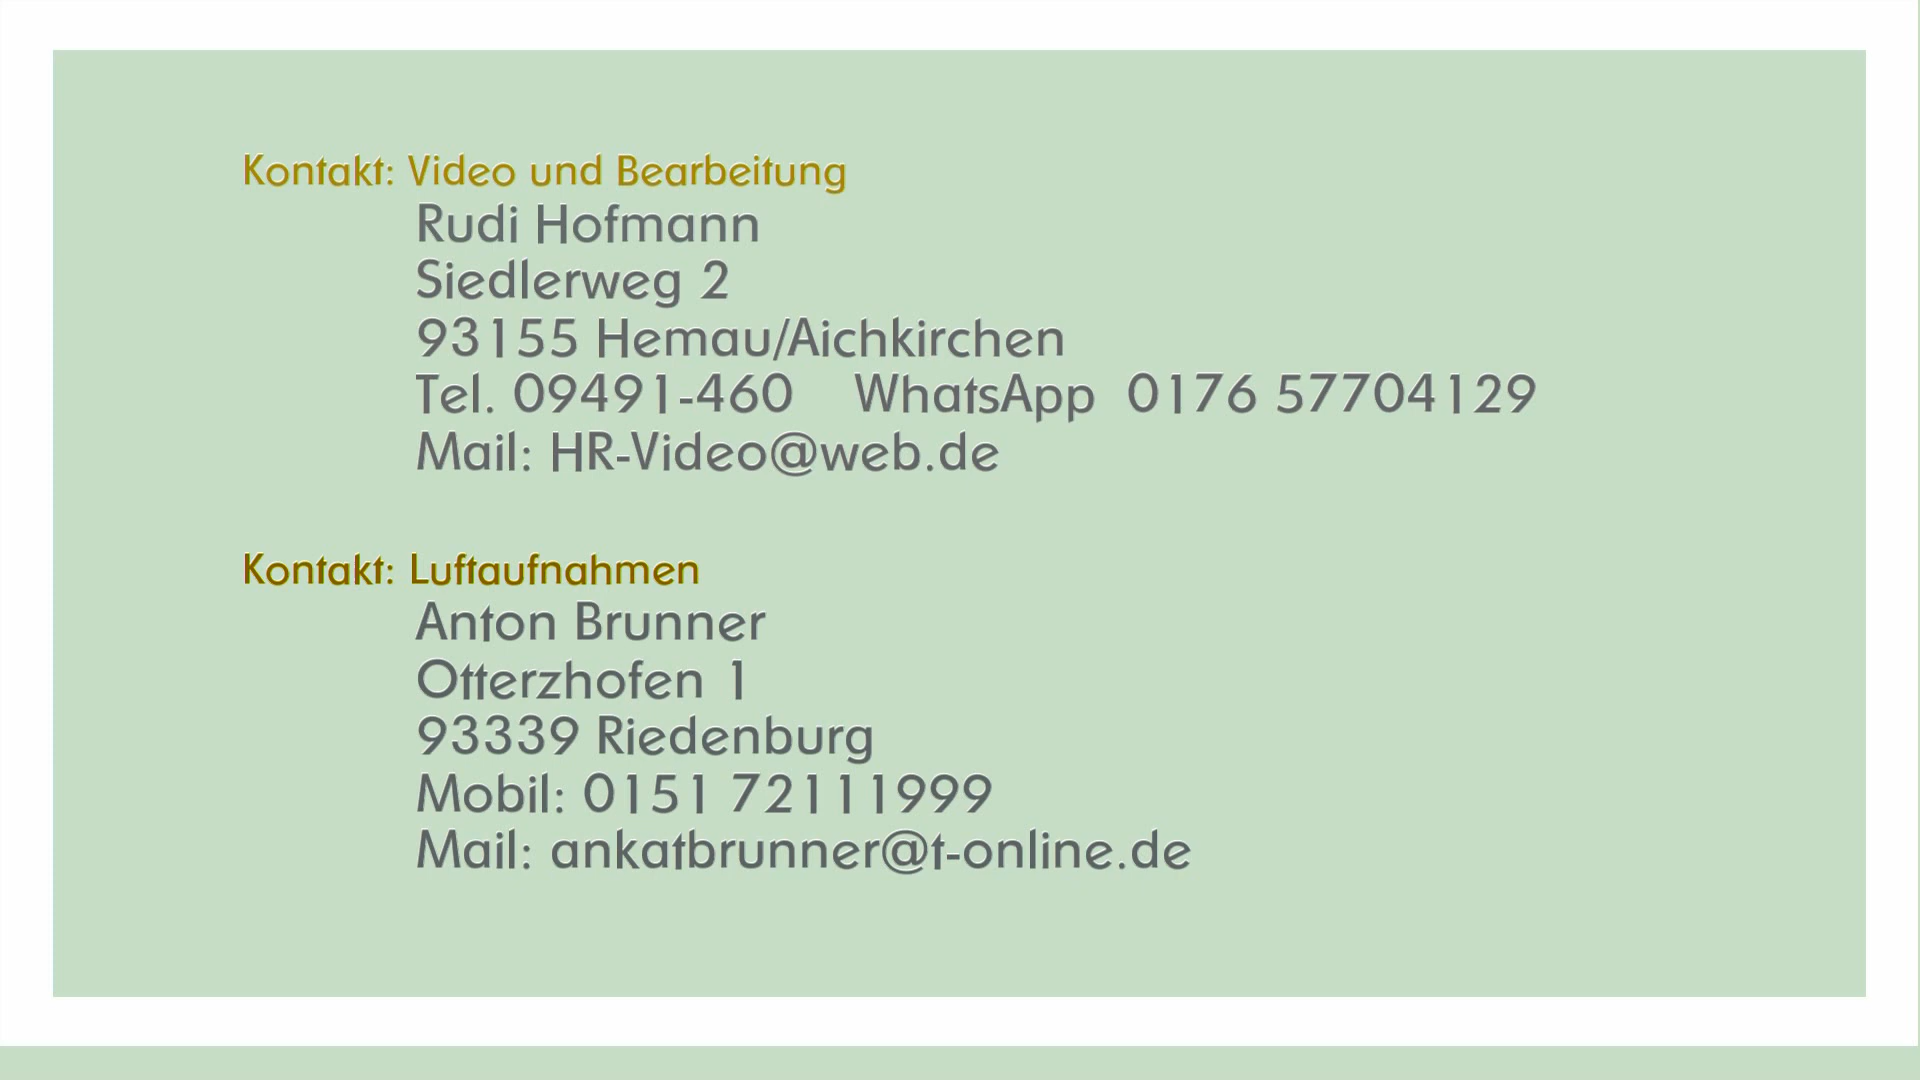 Kontakt: Video und Bearbeitung
Rudi Hofmann
Siedlerweg 2
93155 Hemau/Aichkirchen
Tel. 09491-460 WhatsApp 0176 57704129
Mail: HR-Video@web.de
Kontakt: Luftaufnahmen
Anton Brunner
Otterzhofen 1
93339 Riedenburg
Mobil: 0151 72111999
Mail: ankatbrunner@t-online.de